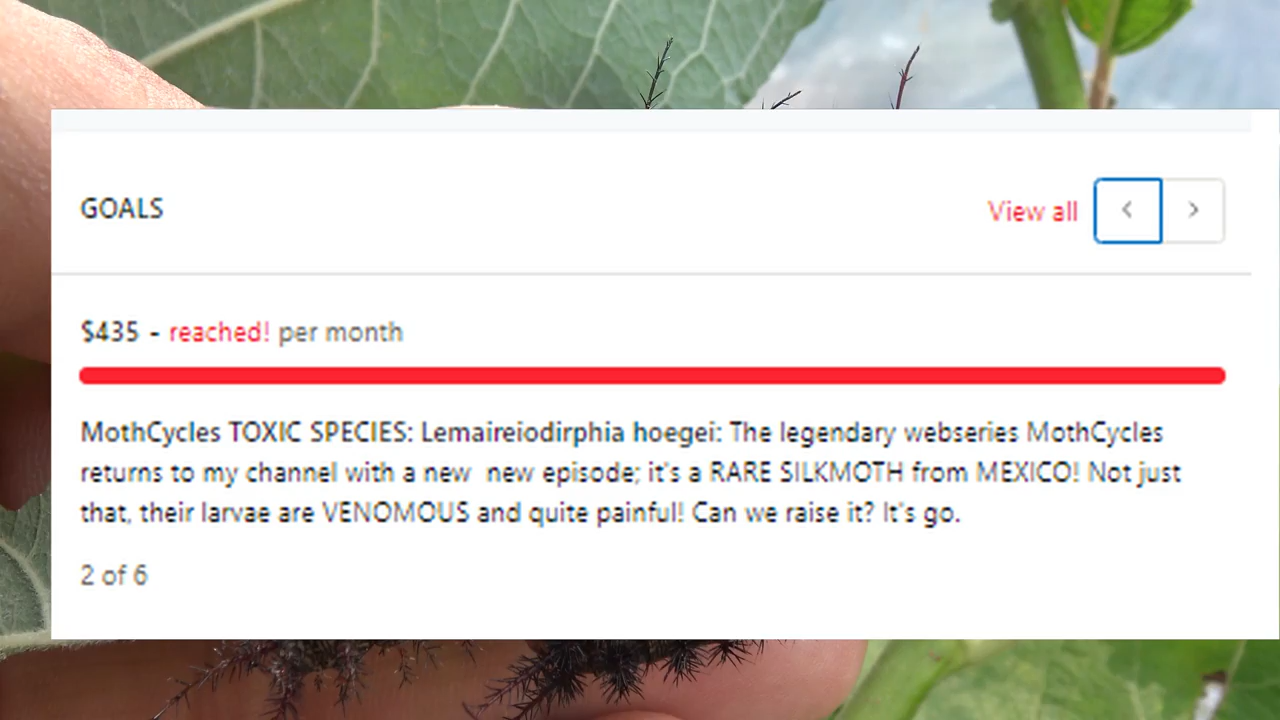 GOALS
View all
$435 - reached! per month
MothCycles TOXIC SPECIES: Lemaireiodirphia hoegei: The legendary webseries MothCycles
returns to my channel with a new  new episode; it's a RARE SILKMOTH from MEXICO! Not just
that, their larvae are VENOMOUS and quite painful! Can we raise it? It's go.
2 of 6